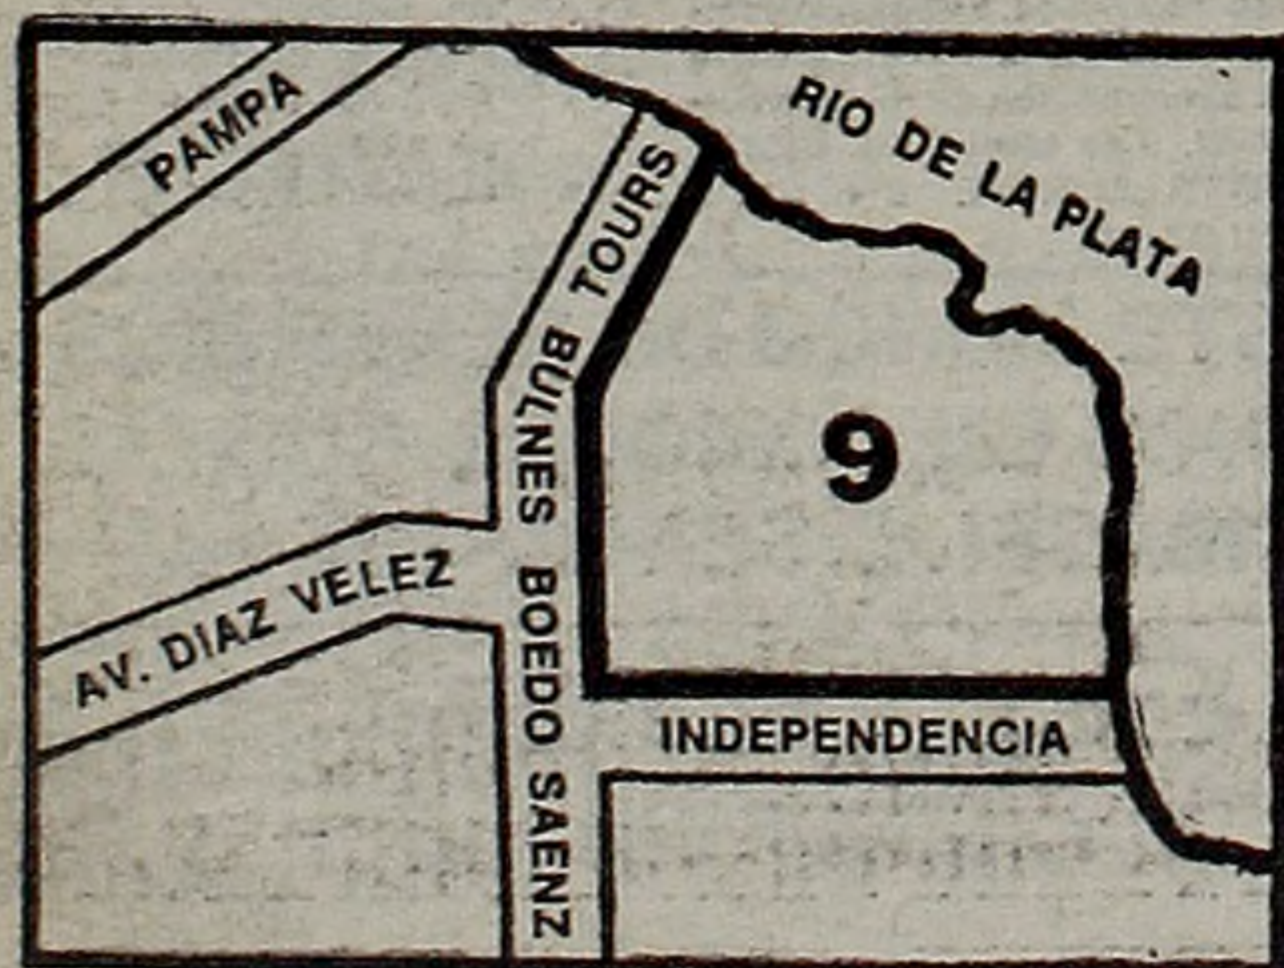 PAMPA
RIO DE LA PLATA
TOURS
BULNES
9
AV. DIAZ VELEZ
BOEDO
INDEPENDENCIA
SAENZ